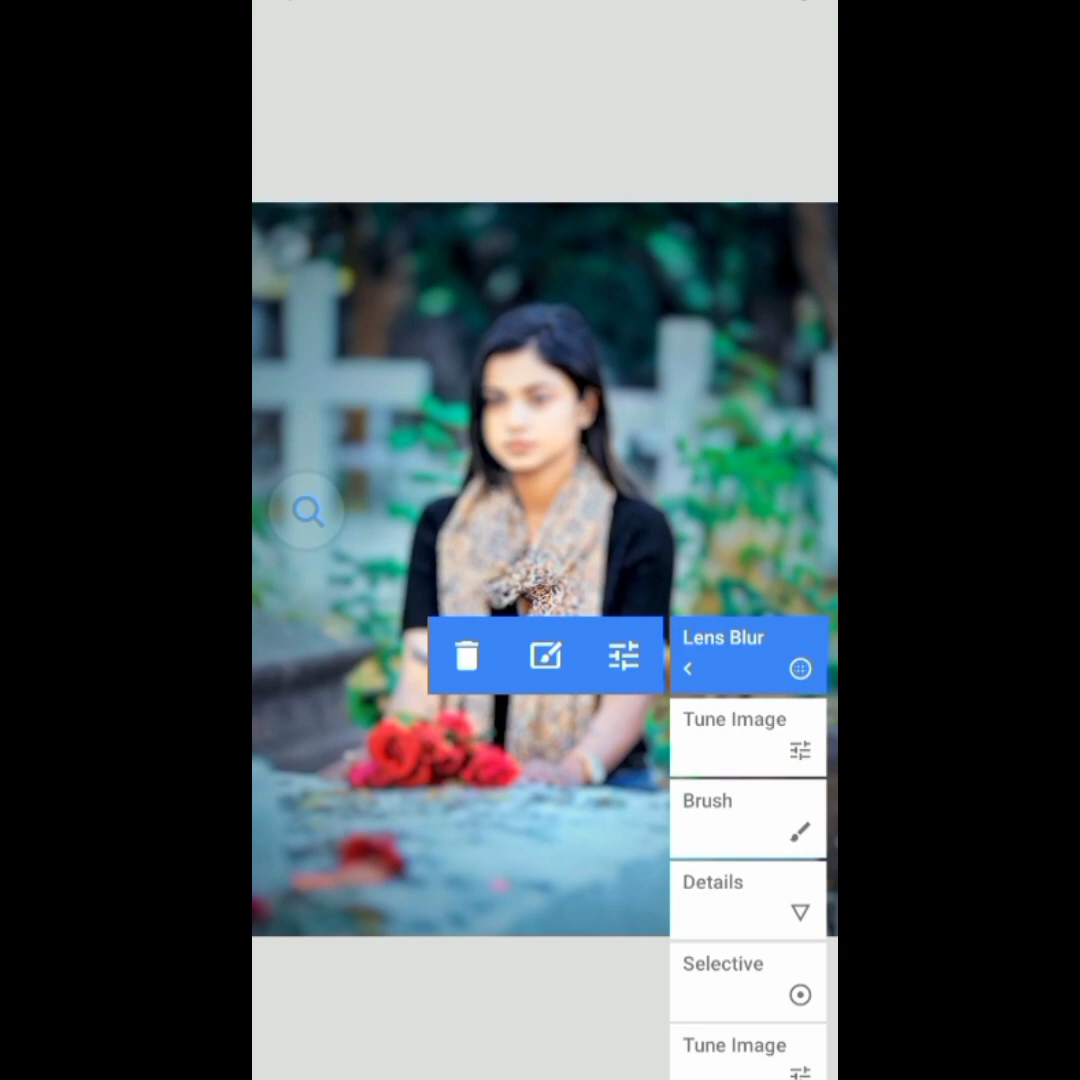 Lens Blur
Tune Image
Brush
Details
Selective
Tune Image